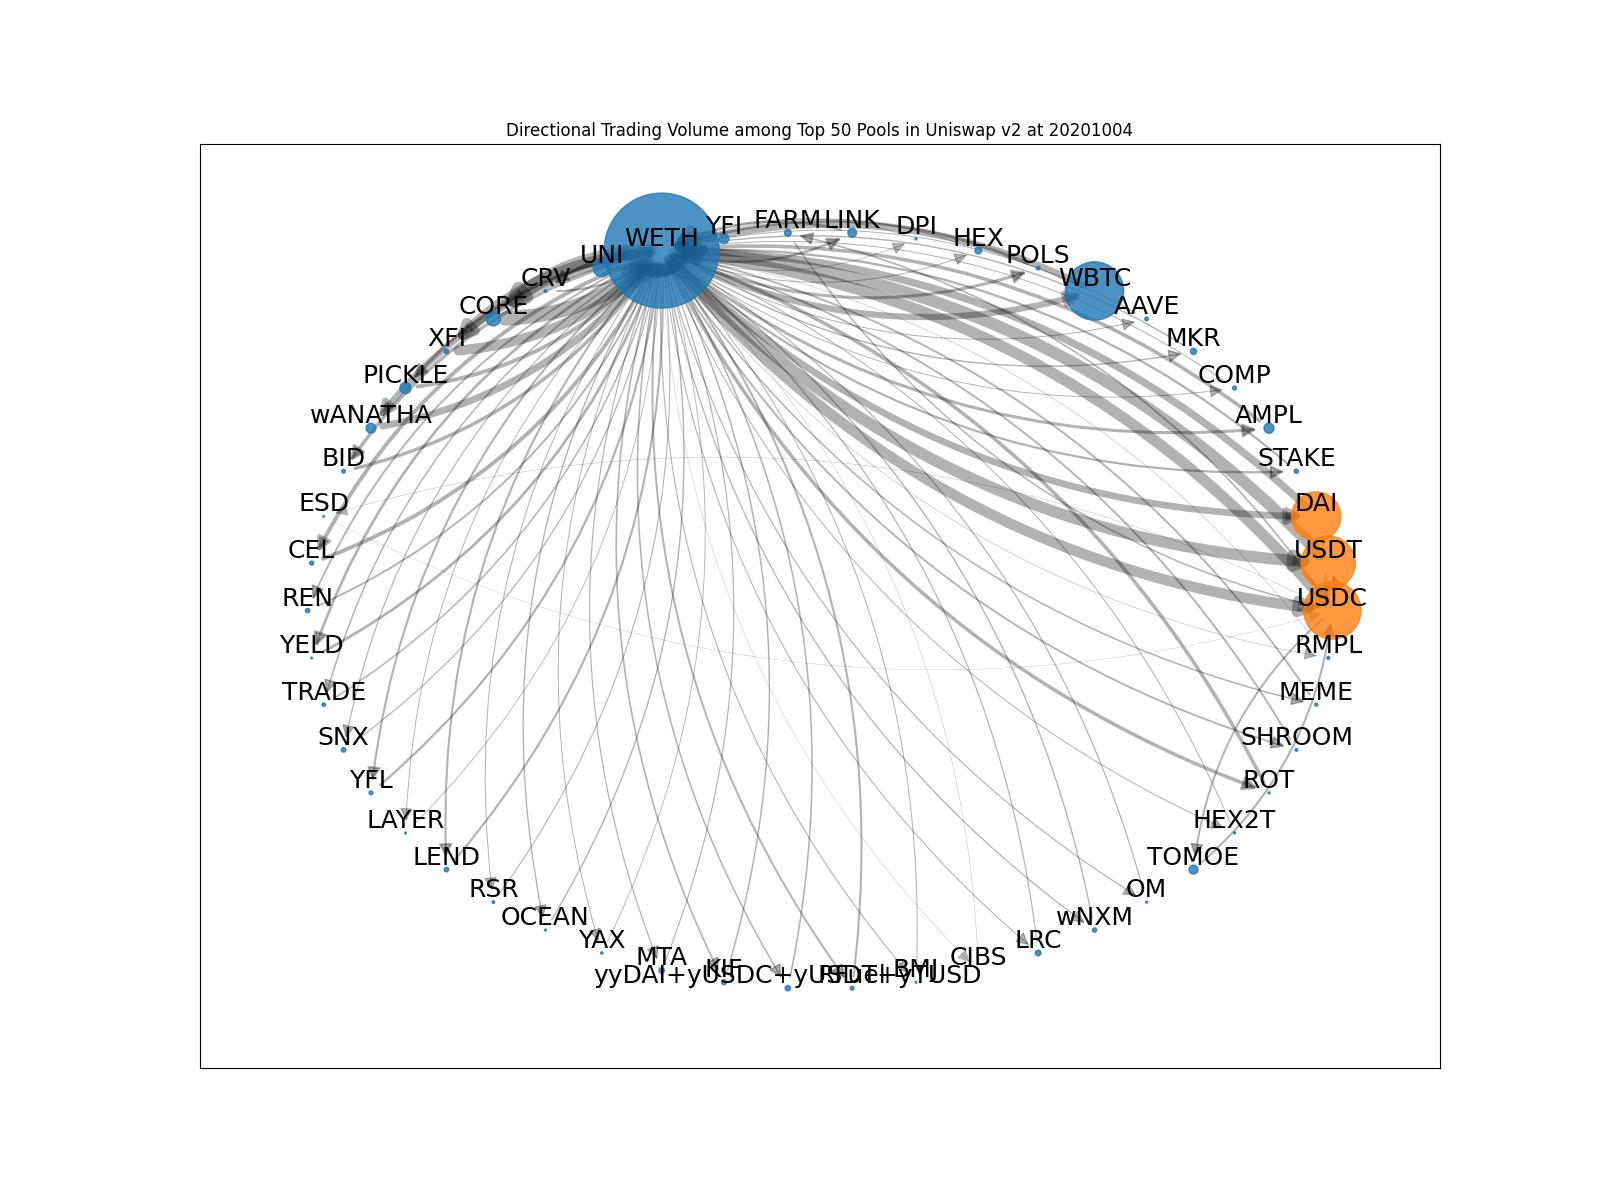 Directional Trading Volume among Top 50 Pools in Uniswap v2 at 20201004
WETH
YFI
FARM
LINK
DPI
HEX
POLS
WBTC
AAVE
MKR
COMP
AMPL
STAKE
DAI
USDT
USDC
RMPL
MEME
SHROOM
ROT
HEX2T
TOMOE
OM
wNXM
LRC
CIBS
BMI
yyDAI+yUSDC+yUSDT+yTUSD
KIF
MTA
YAX
OCEAN
RSR
LEND
LAYER
YFL
SNX
TRADE
YELD
REN
CEL
ESD
BID
wANATHA
PICKLE
XFI
CORE
CRV
UNI